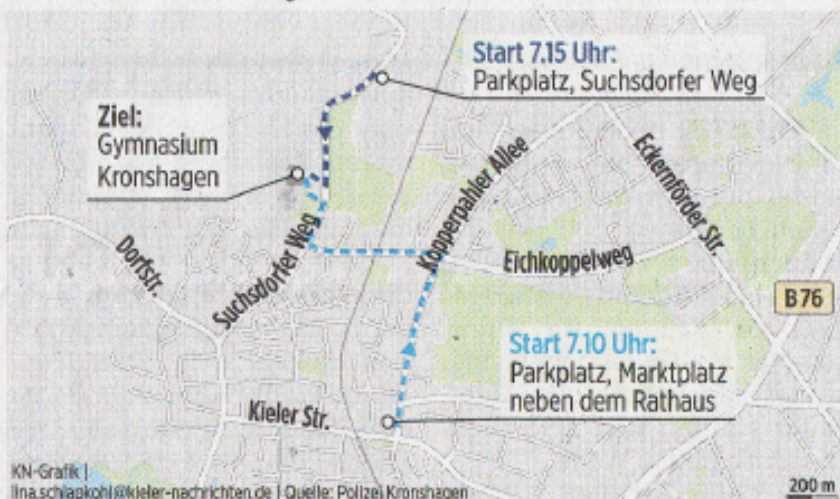 Start 7.15 Uhr:
Parkplatz, Suchsdorfer Weg
Ziel:
Gymnasium
Kronshagen
Kopperpahler Allee
Eckernförder Str.
Dorfstr.
Suchsdorfer Weg
Eichkoppelweg
B 76
Start 7.10 Uhr:
Parkplatz, Marktplatz
neben dem Rathaus
Kieler Str.
KN-Grafik |
lina.schlapkohl@kieler-nachrichten.de | Quelle: Polizei Kronshagen
200 m